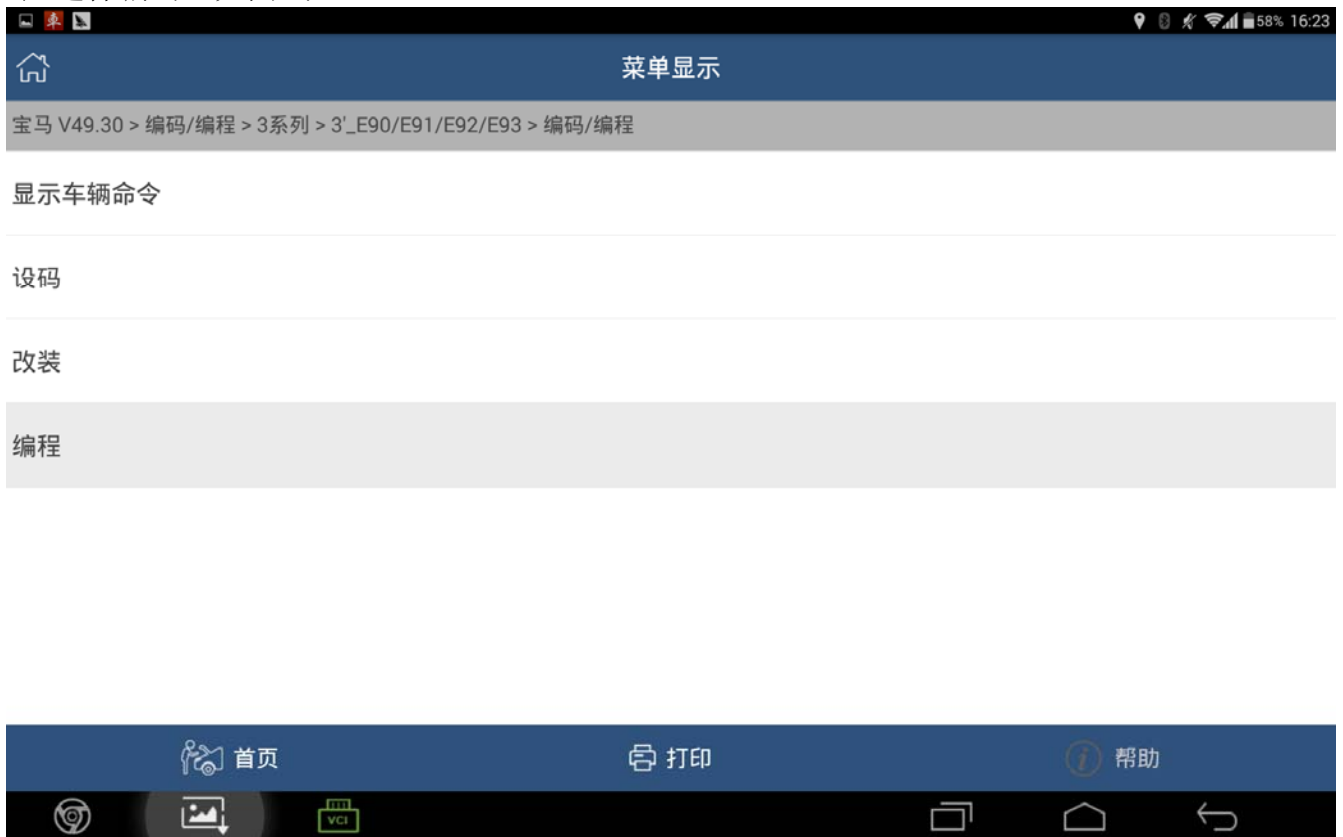 車
58% 16:23
菜单显示
宝马 V49.30 > 编码/编程 > 3系列 > 3'_E90/E91/E92/E93 > 编码/编程
显示车辆命令
设码
改装
编程
首页
打印
帮助
VCI